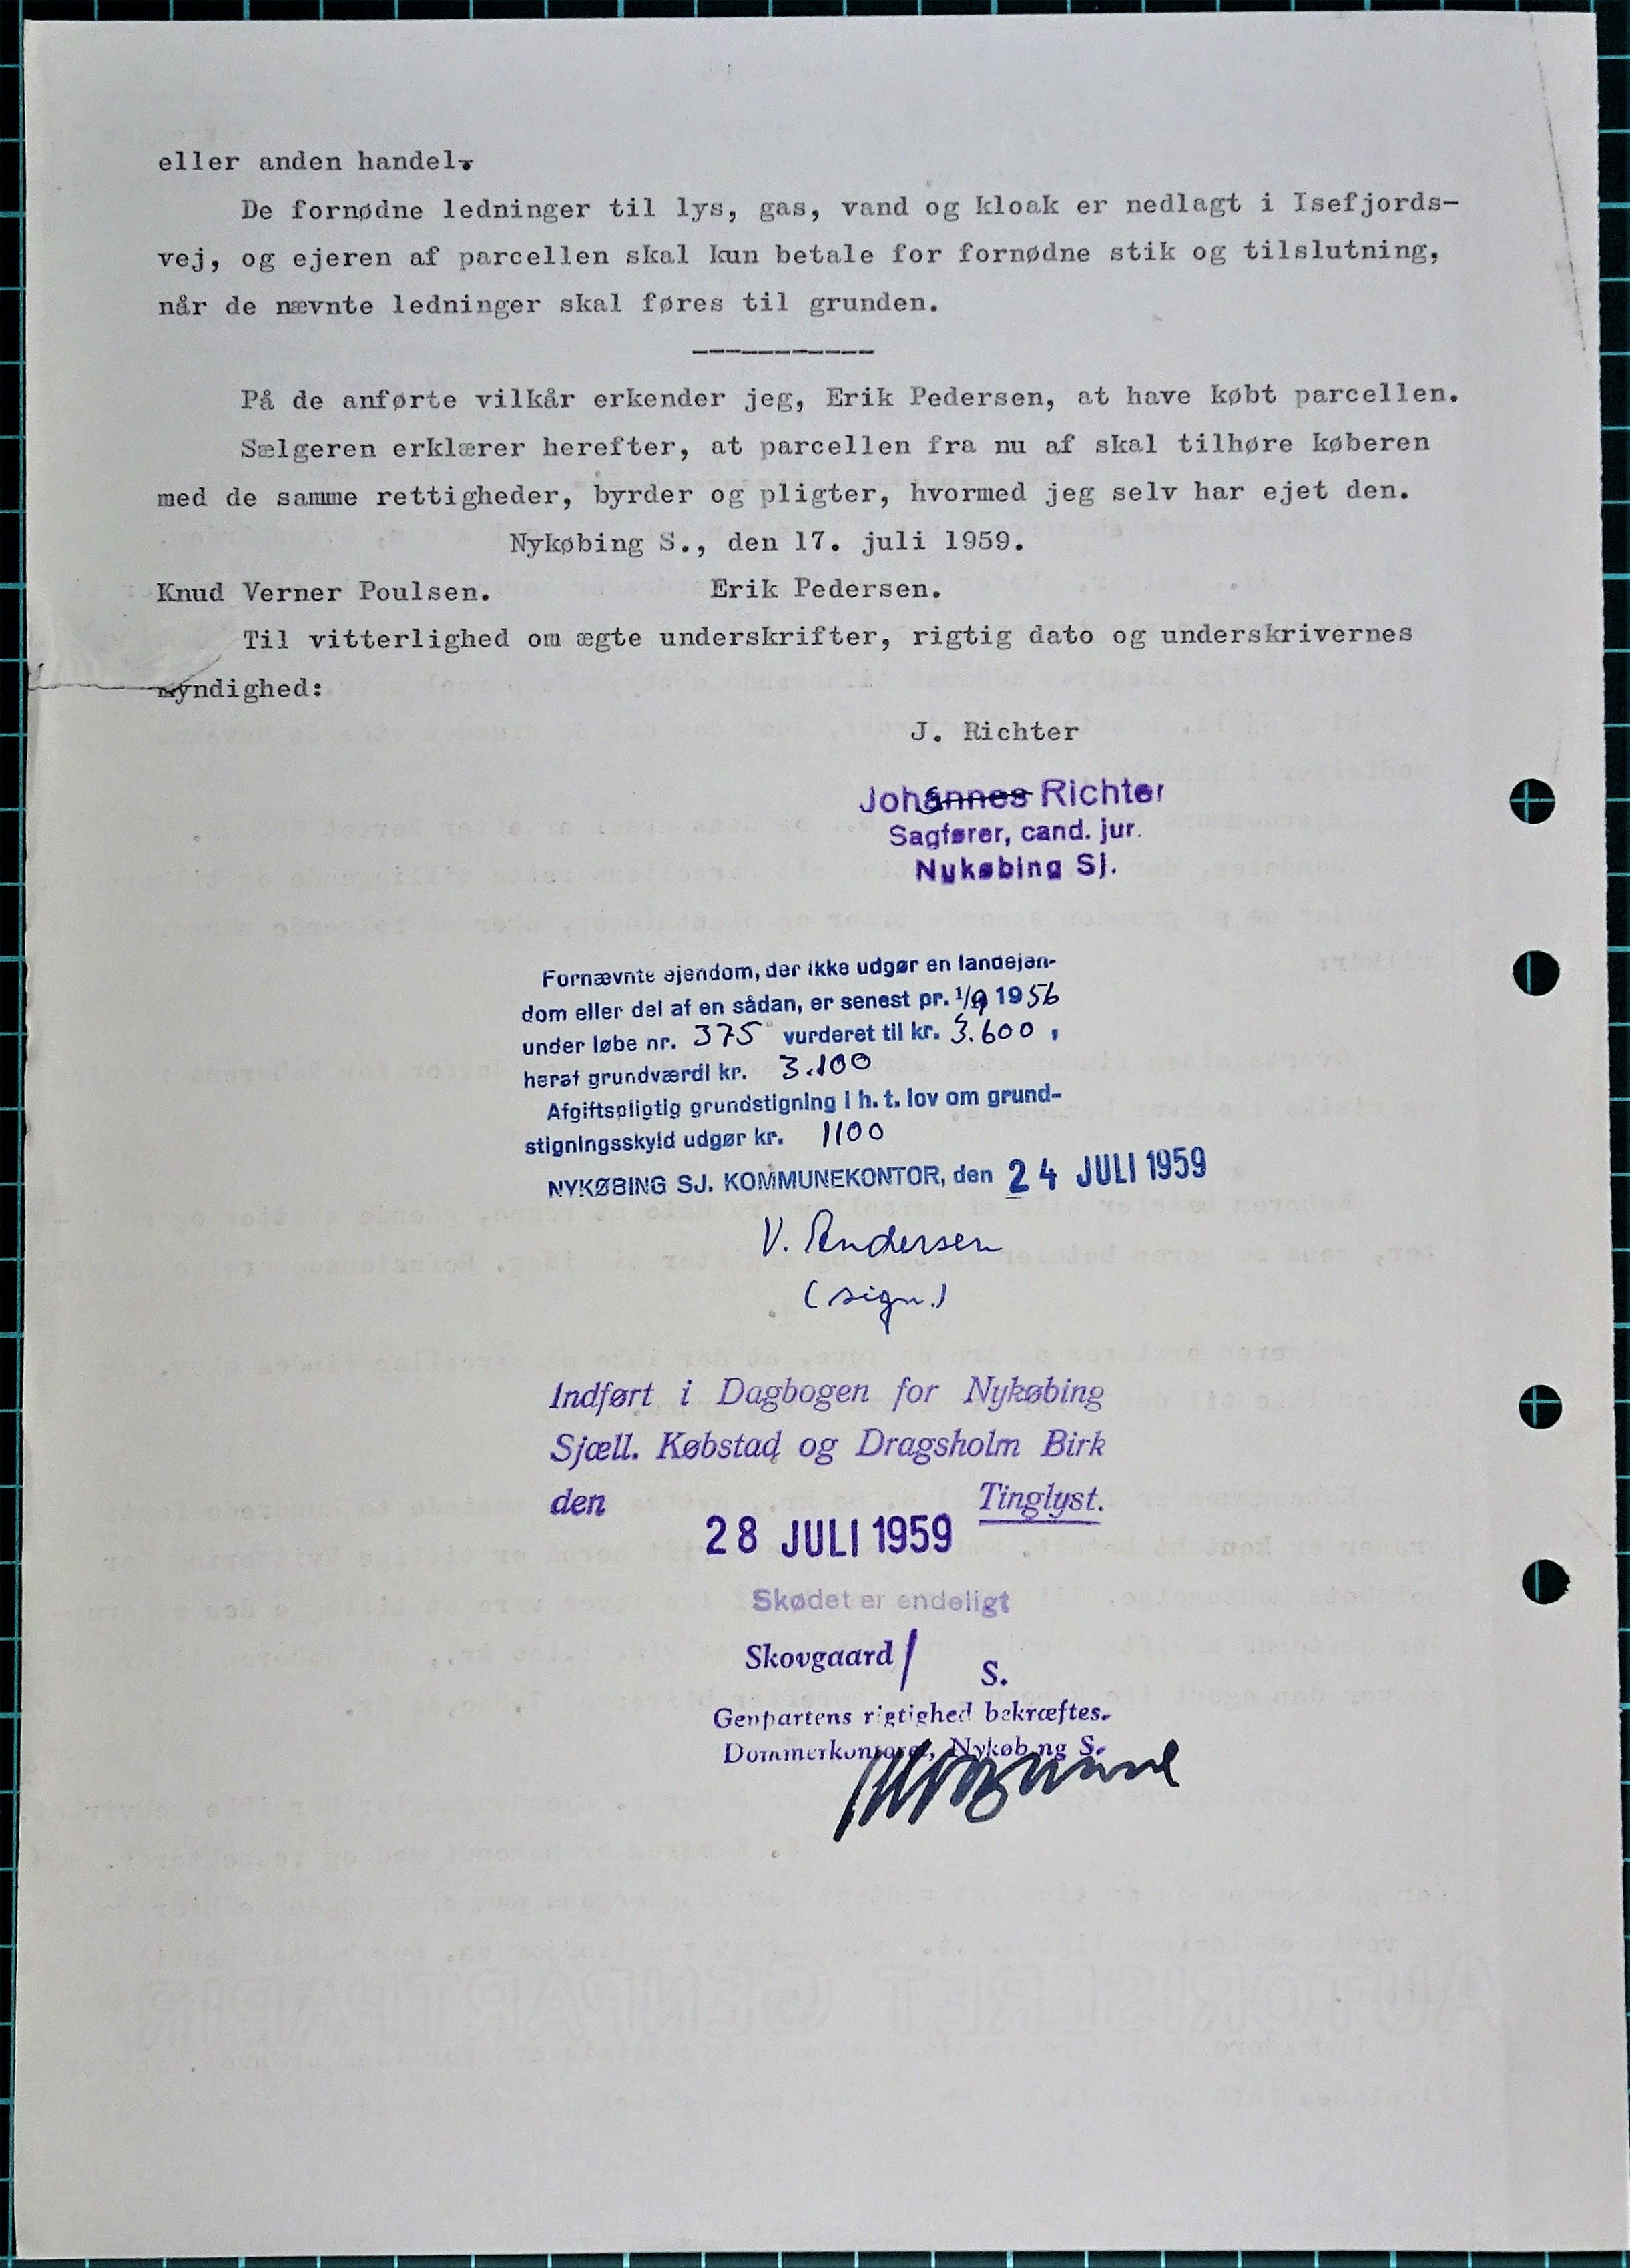 eller anden handel.
De fornødne ledninger til lys, gas, vand og kloak er nedlagt i Isefjords-
vej, og ejeren af parcellen skal kun betale for fornødne stik og tilslutning,
når de nævnte ledninger skal føres til grunden.
-----------
På de anførte vilkår erkender jeg, Erik Pedersen, at have købt parcellen.
Sælgeren erklærer herefter, at parcellen fra nu af skal tilhøre køberen
med de samme rettigheder, byrder og pligter, hvormed jeg selv har ejet den.
Nykøbing S., den 17. juli 1959.
Knud Verner Poulsen. Erik Pedersen.
Til vitterlighed om ægte underskrifter, rigtig dato og underskrivernes
myndighed:
J. Richter
Johannes Richter
Sagfører, cand. jur.
Nykøbing Sj.
Fornævnte ejendom, der ikke udgør en landejen-
dom eller del af en sådan, er senest pr. 1/9 1956
under løbe nr. 375 vurderet til kr. 3.600,
heraf grundværdi kr. 3.100
Afgiftspligtig grundstigning i h. t. lov om grund-
stigningsskyld udgør kr. 1100
NYKØBING SJ. KOMMUNEKONTOR, den 24 JULI 1959
V. Andersen
(sign.)
Indført i Dagbogen for Nykøbing
Sjæll. Købstad og Dragsholm Birk
den Tinglyst.
28 JULI 1959
Skødet er endeligt
Skovgaard / S.
Genpartens rigtighed bekræftes.
Dommerkontoret, Nykøbing S.
AUTORISERET GENPARTPAPIR